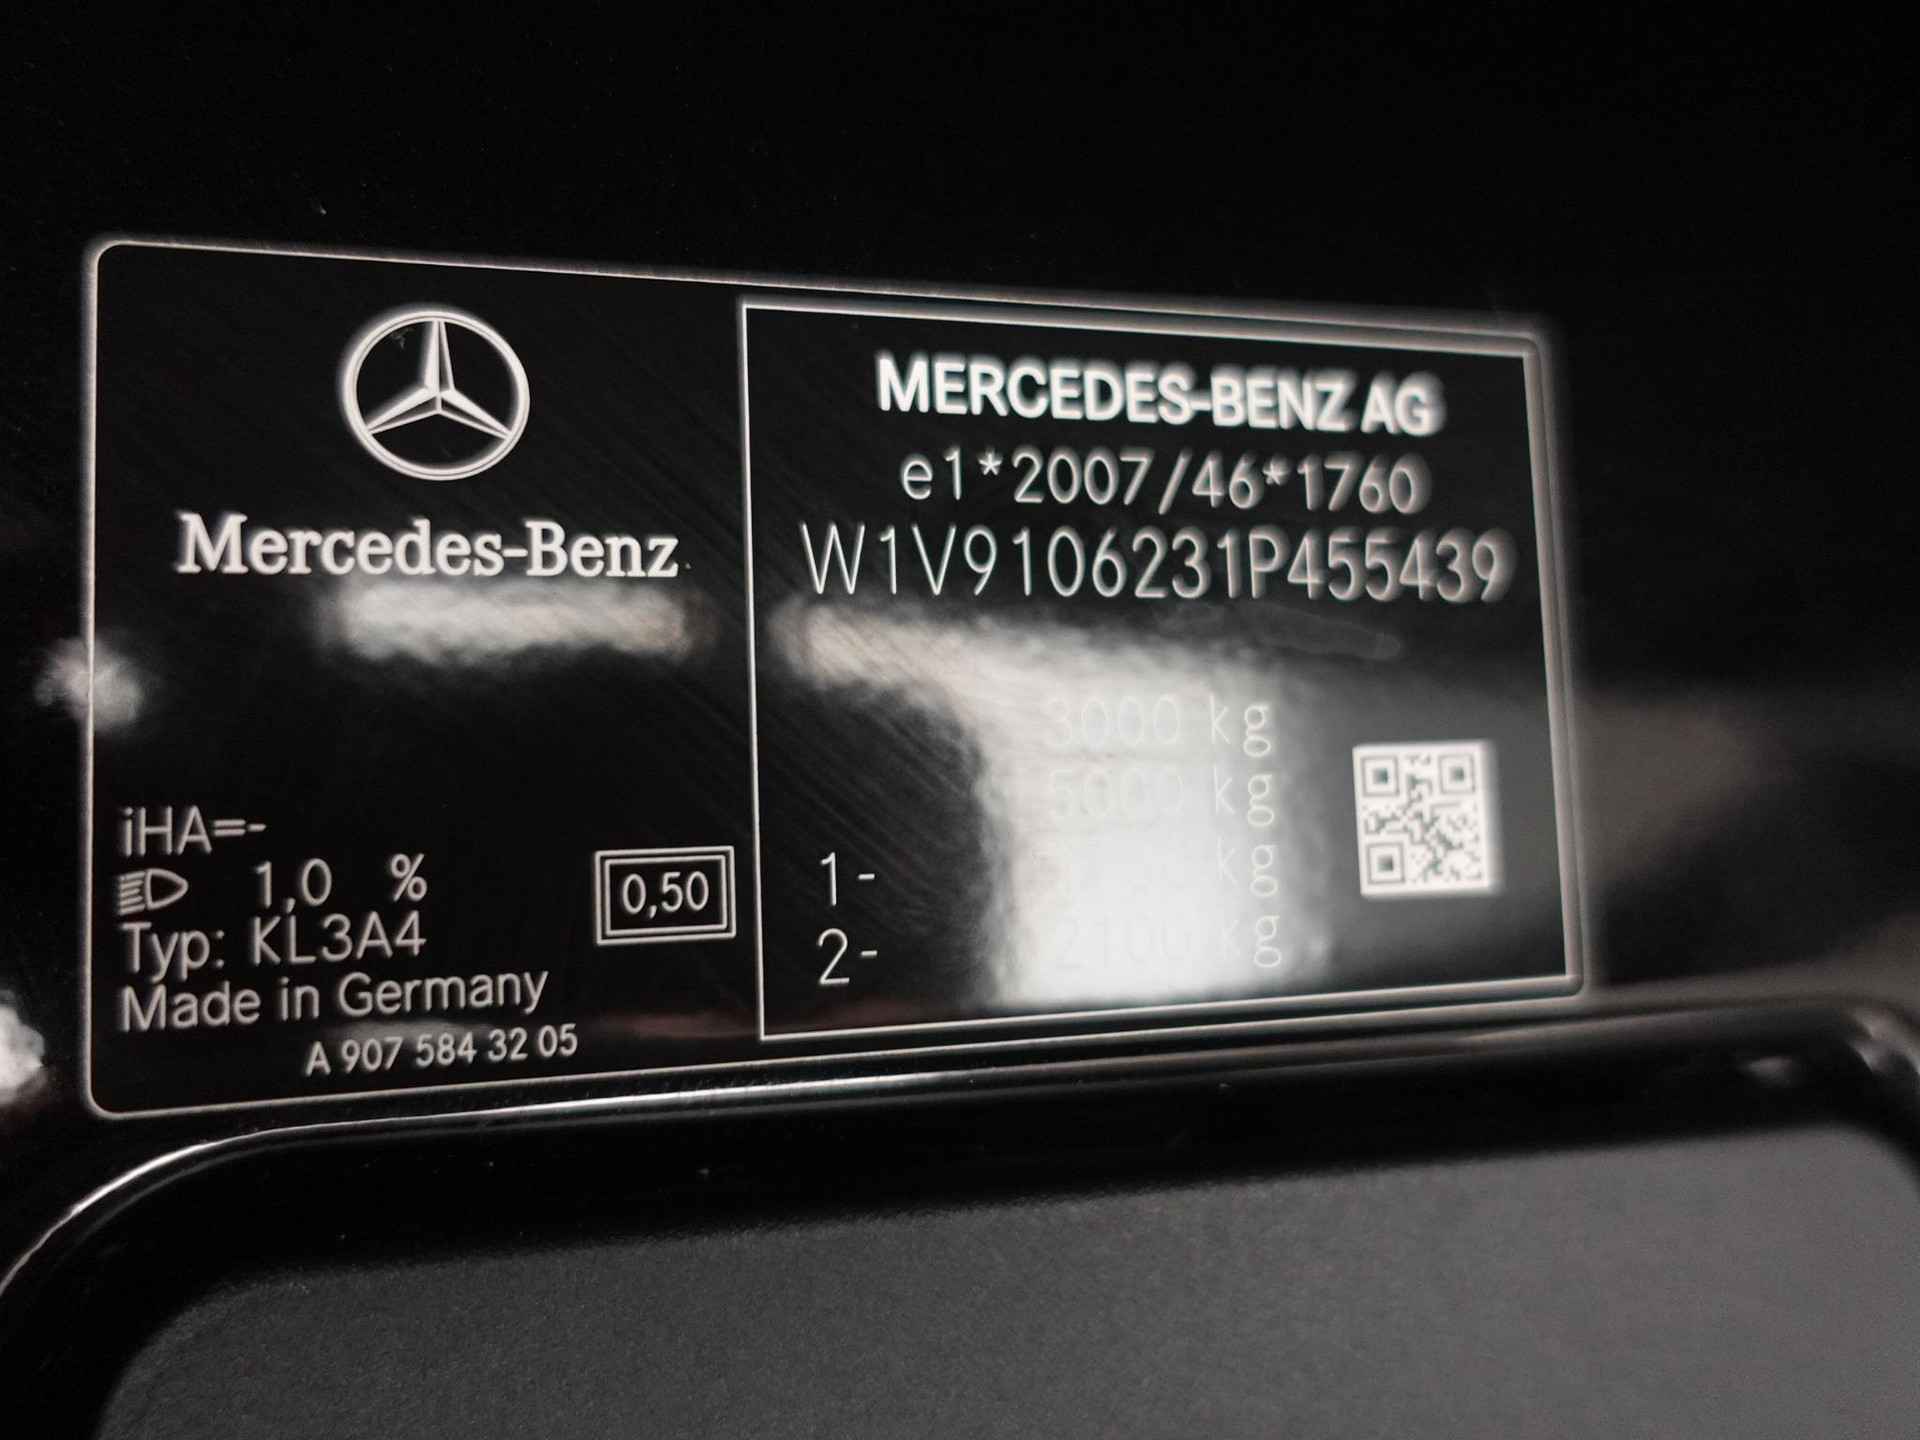 Mercedes-Benz
iHA=-
1,0 %
Typ: KL3A4
Made in Germany
A 907 584 32 05
0,50
MERCEDES-BENZ AG
e1*2007/46*1760
W1V9106231P455439
3000 kg
5000 kg
1- kg
2- 2100 kg